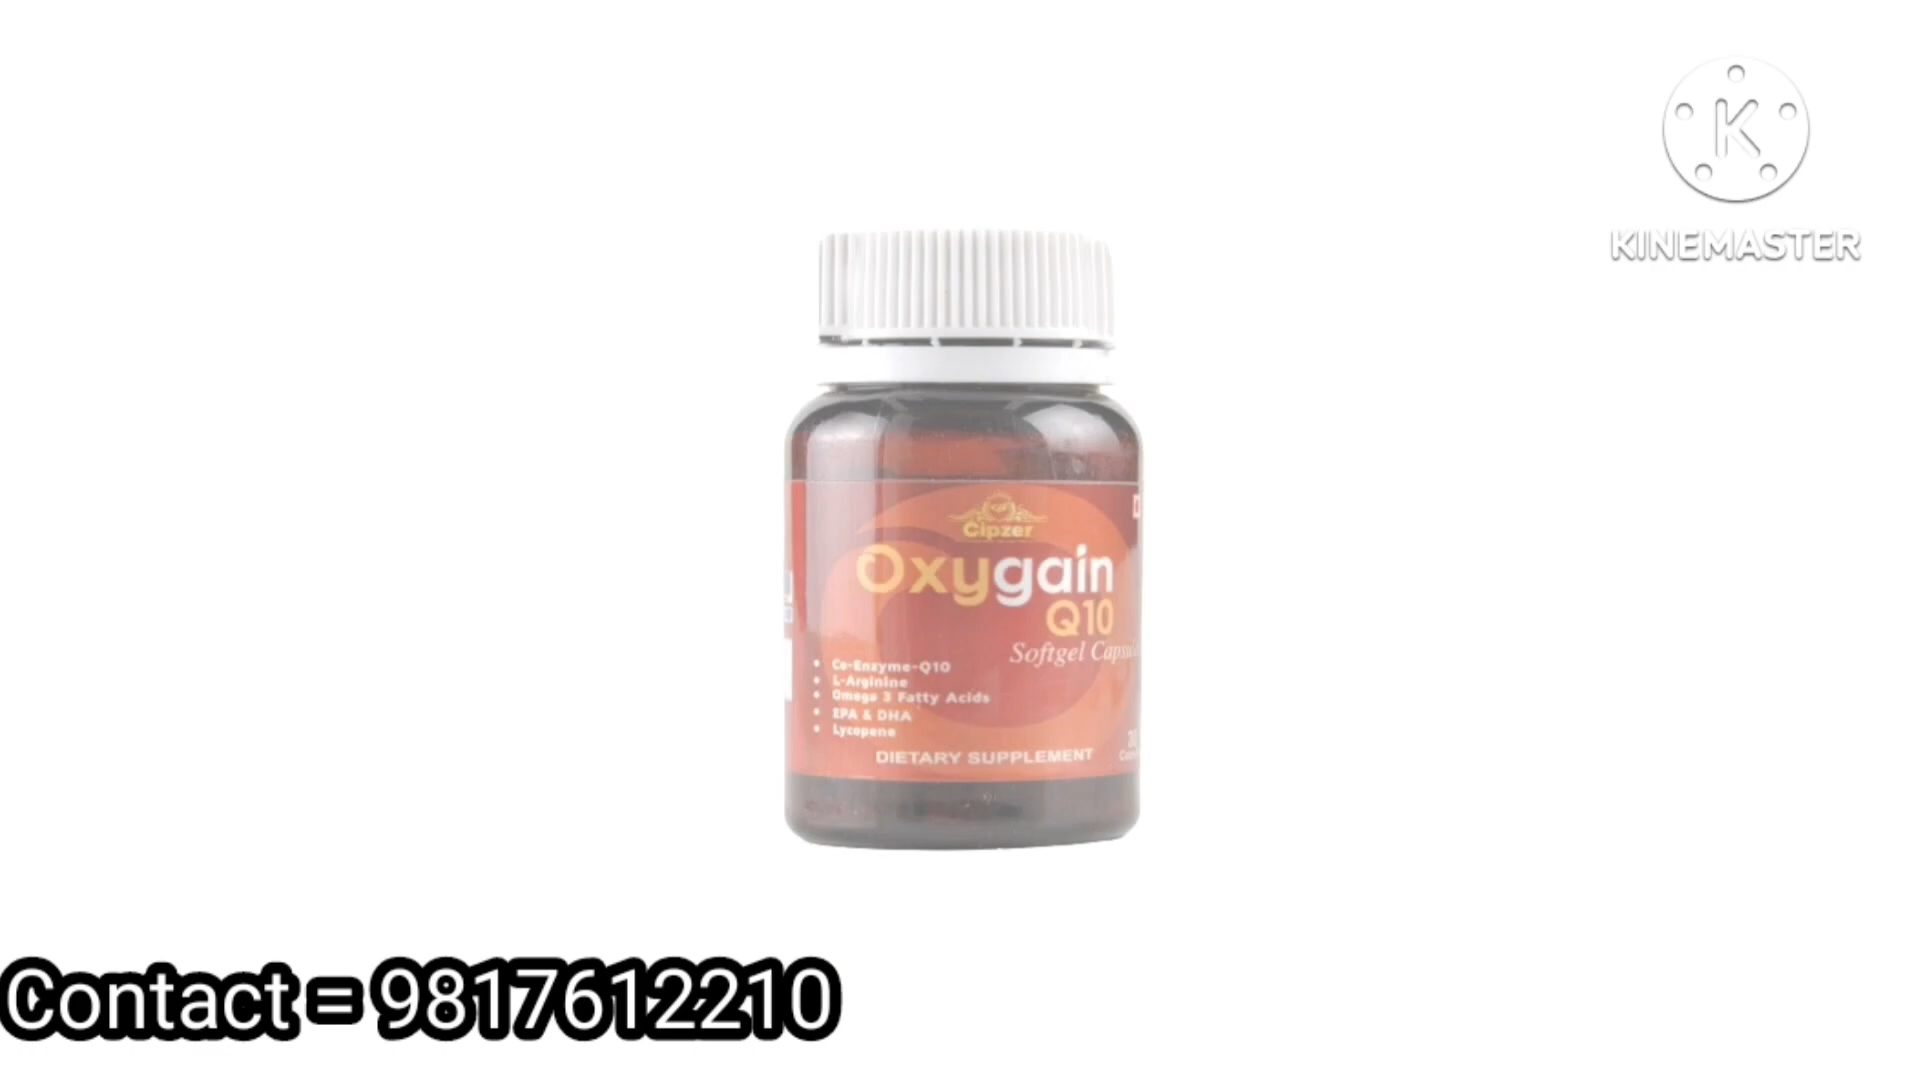 KINEMASTER
Cipzer
Oxygain
Q10
Softgel
• Co-Enzyme-Q10
• L-Arginine
• Omega 3 Fatty Acids
• EPA & DHA
• Lycopene
DIETARY SUPPLEMENT
Contact = 9817612210